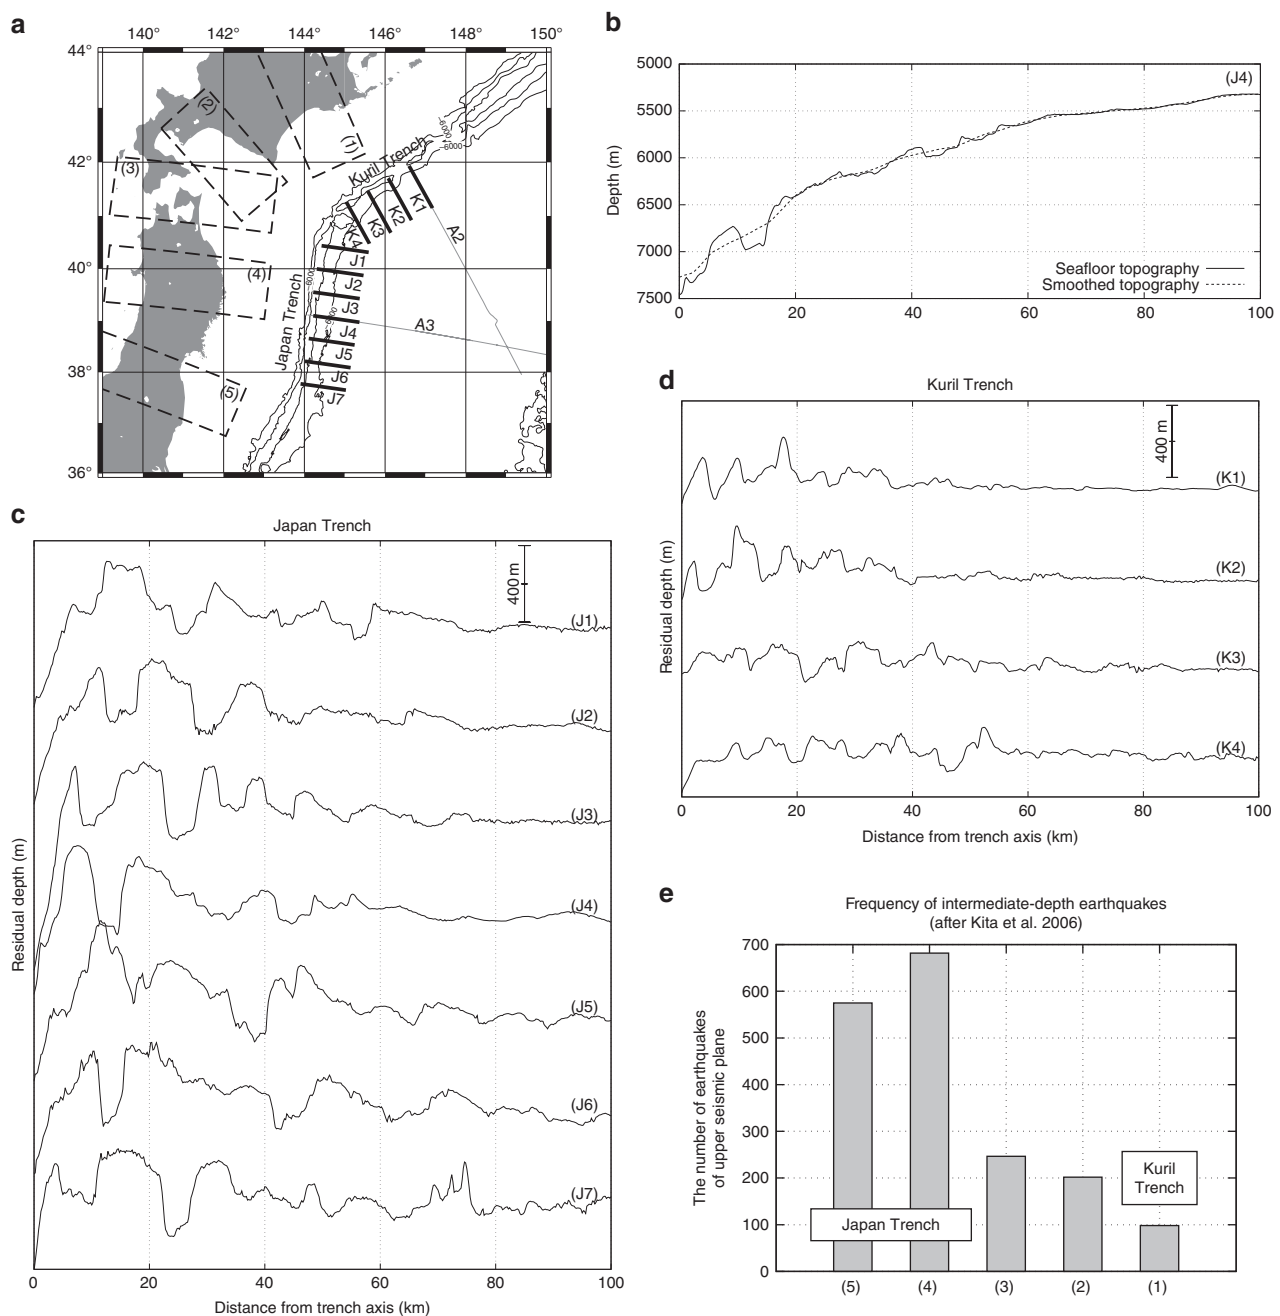 a
140°
142°
144°
146°
148°
150°
44°
42°
40°
38°
36°
(1)
(2)
(3)
(4)
(5)
Kuril Trench
Japan Trench
-6000
-6000
-6000
-6000
K1
K2
K3
K4
J1
J2
J3
J4
J5
J6
J7
A2
A3
b
5000
5500
6000
6500
7000
7500
Depth (m)
(J4)
Seafloor topography
Smoothed topography
0
20
40
60
80
100
c
Japan Trench
400 m
(J1)
(J2)
(J3)
(J4)
(J5)
(J6)
(J7)
Residual depth (m)
0
20
40
60
80
100
Distance from trench axis (km)
d
Kuril Trench
400 m
(K1)
(K2)
(K3)
(K4)
Residual depth (m)
0
20
40
60
80
100
Distance from trench axis (km)
e
Frequency of intermediate-depth earthquakes
(after Kita et al. 2006)
700
600
500
400
300
200
100
0
The number of earthquakes
of upper seismic plane
Japan Trench
Kuril
Trench
(5)
(4)
(3)
(2)
(1)